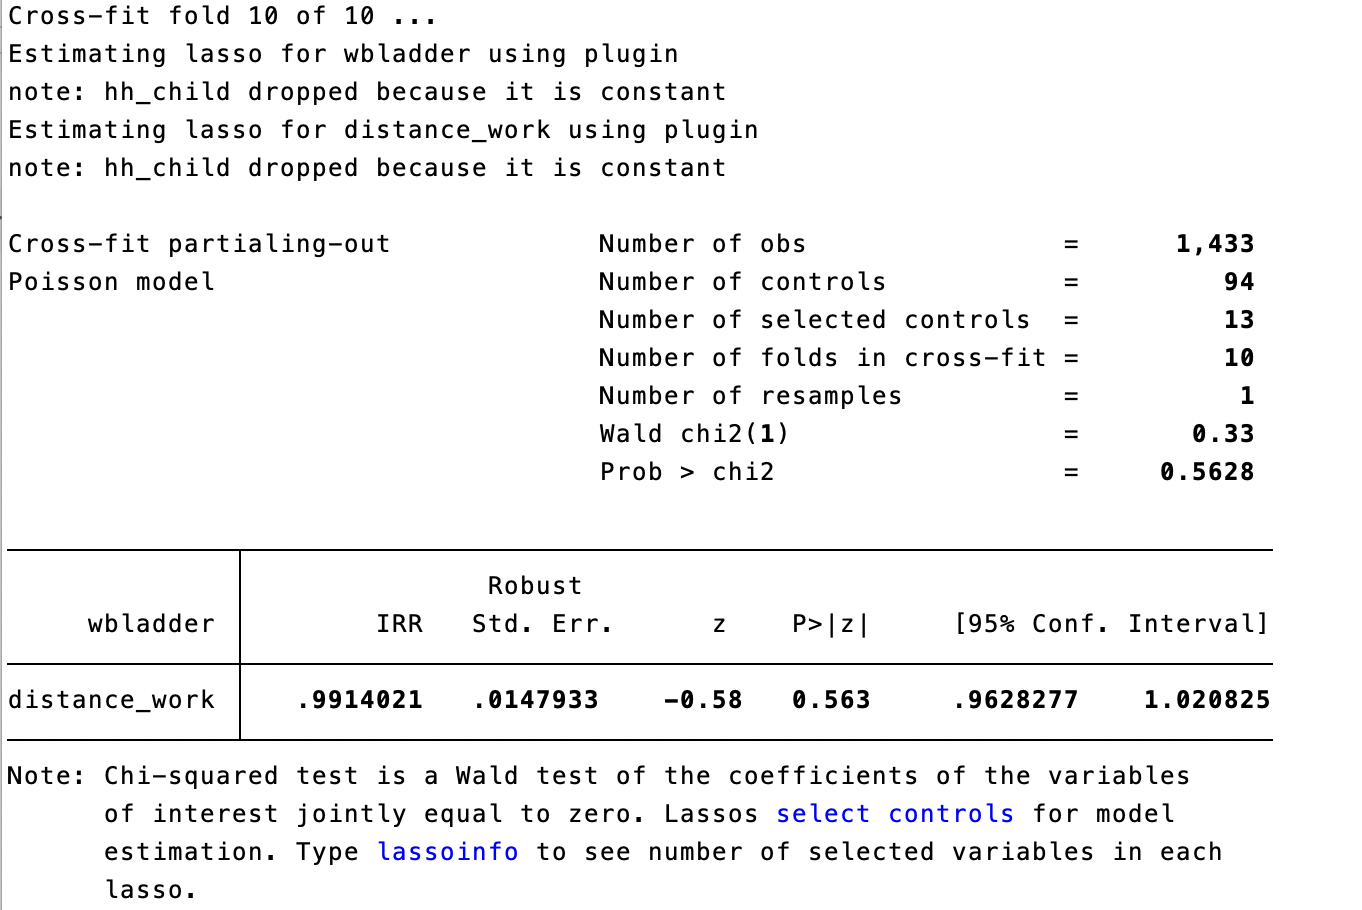 Cross-fit fold 10 of 10 ...
Estimating lasso for wbladder using plugin
note: hh_child dropped because it is constant
Estimating lasso for distance_work using plugin
note: hh_child dropped because it is constant
Cross-fit partialing-out Number of obs = 1,433
Poisson model Number of controls = 94
Number of selected controls = 13
Number of folds in cross-fit = 10
Number of resamples = 1
Wald chi2(1) = 0.33
Prob > chi2 = 0.5628
Robust
wbladder IRR Std. Err. z P>|z| [95% Conf. Interval]
distance_work .9914021 .0147933 -0.58 0.563 .9628277 1.020825
Note: Chi-squared test is a Wald test of the coefficients of the variables
of interest jointly equal to zero. Lassos select controls for model
estimation. Type lassoinfo to see number of selected variables in each
lasso.